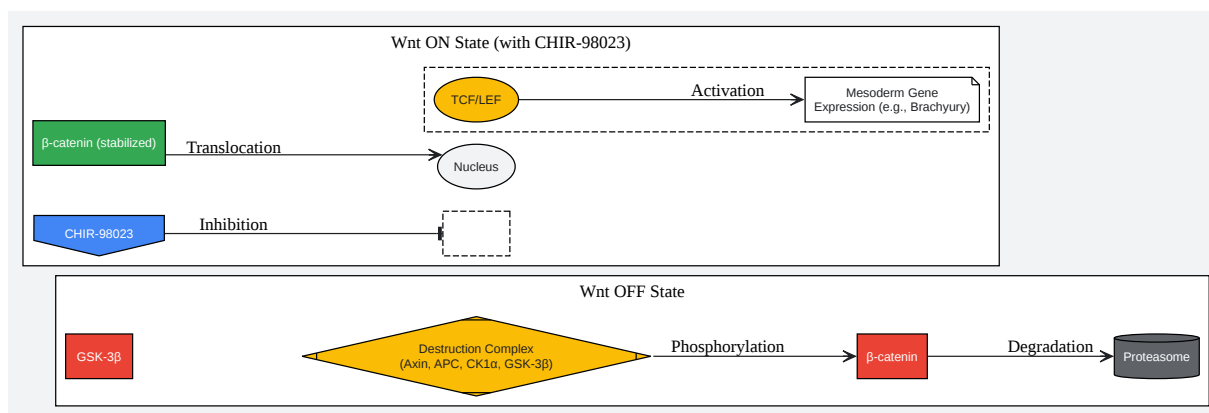 Wnt ON State (with CHIR-98023)
TCF/LEF
Activation
Mesoderm Gene
Expression (e.g., Brachyury)
β-catenin (stabilized)
Translocation
Nucleus
CHIR-98023
Inhibition
Wnt OFF State
GSK-3β
Destruction Complex
(Axin, APC, CK1α, GSK-3β)
Phosphorylation
β-catenin
Degradation
Proteasome